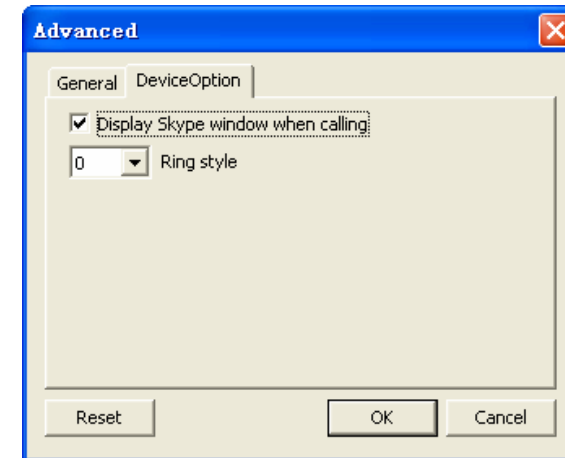 Advanced
General DeviceOption
Display Skype window when calling
0 Ring style
Reset OK Cancel